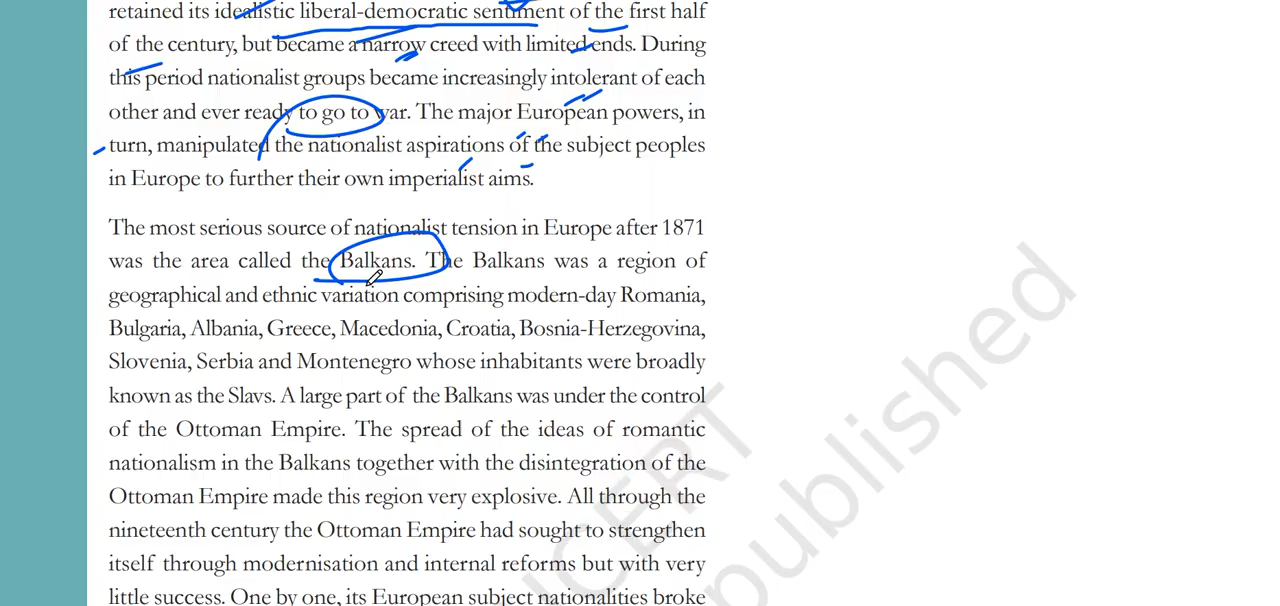 retained its idealistic liberal-democratic sentiment of the first half
of the century, but became a narrow creed with limited ends. During
this period nationalist groups became increasingly intolerant of each
other and ever ready to go to war. The major European powers, in
turn, manipulated the nationalist aspirations of the subject peoples
in Europe to further their own imperialist aims.
The most serious source of nationalist tension in Europe after 1871
was the area called the Balkans. The Balkans was a region of
geographical and ethnic variation comprising modern-day Romania,
Bulgaria, Albania, Greece, Macedonia, Croatia, Bosnia-Herzegovina,
Slovenia, Serbia and Montenegro whose inhabitants were broadly
known as the Slavs. A large part of the Balkans was under the control
of the Ottoman Empire. The spread of the ideas of romantic
nationalism in the Balkans together with the disintegration of the
Ottoman Empire made this region very explosive. All through the
nineteenth century the Ottoman Empire had sought to strengthen
itself through modernisation and internal reforms but with very
little success. One by one, its European subject nationalities broke
NCERT
published